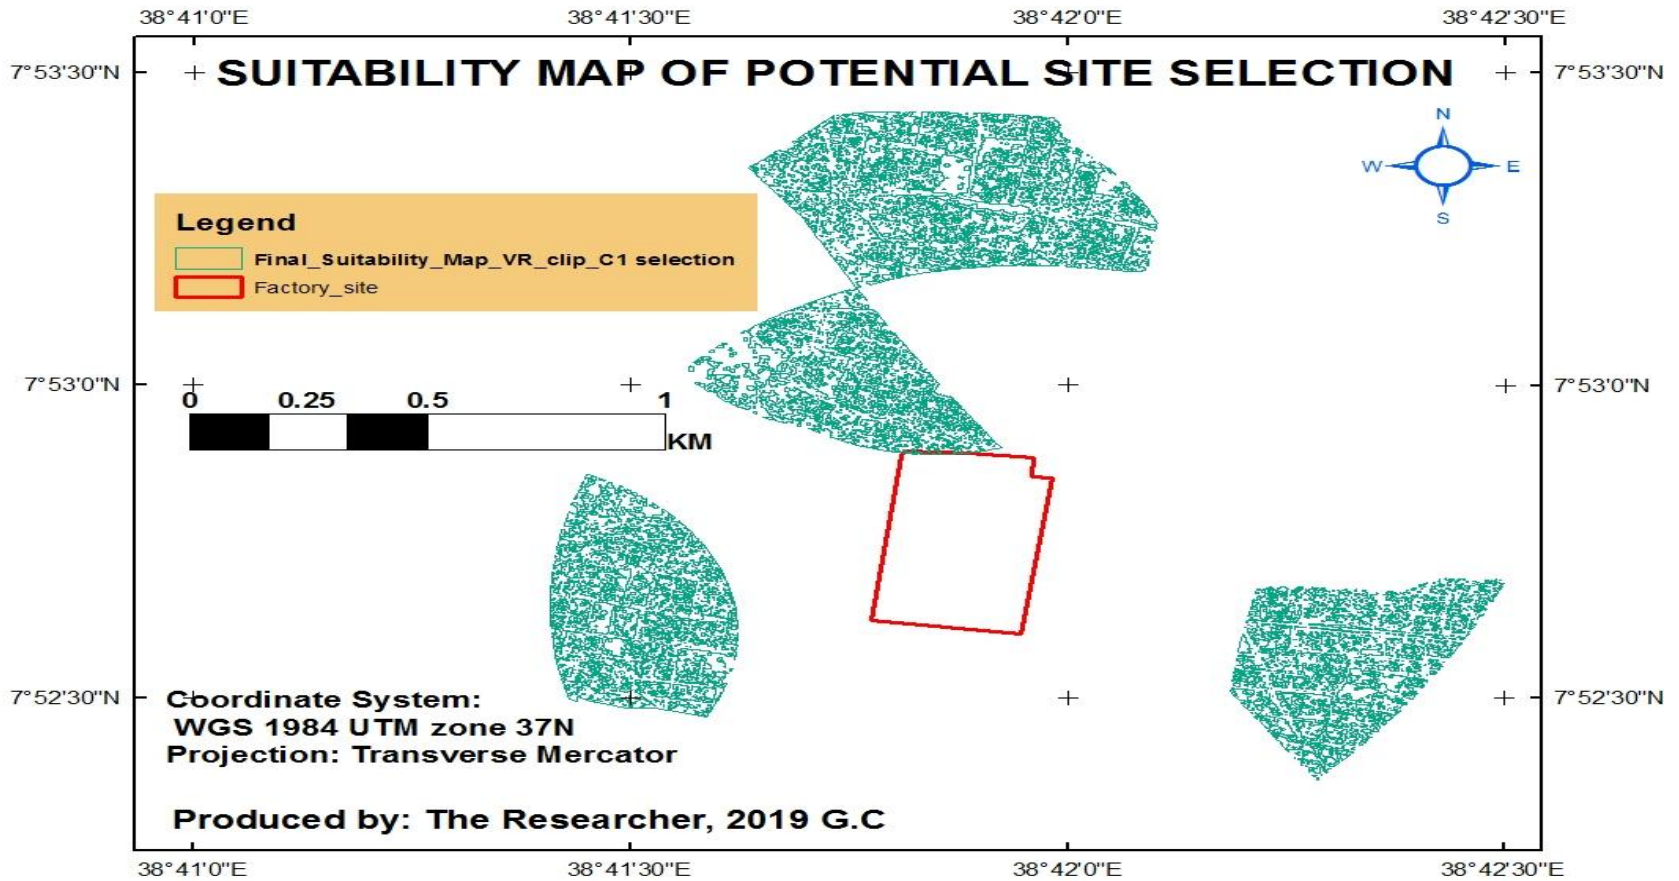 38°41'0"E 38°41'30"E 38°42'0"E 38°42'30"E
7°53'30"N SUITABILITY MAP OF POTENTIAL SITE SELECTION 7°53'30"N
N
W E
S
Legend
Final_Suitability_Map_VR_clip_C1 selection
Factory_site
7°53'0"N 7°53'0"N
0 0.25 0.5 1
KM
7°52'30"N 7°52'30"N
Coordinate System:
WGS 1984 UTM zone 37N
Projection: Transverse Mercator
Produced by: The Researcher, 2019 G.C
38°41'0"E 38°41'30"E 38°42'0"E 38°42'30"E